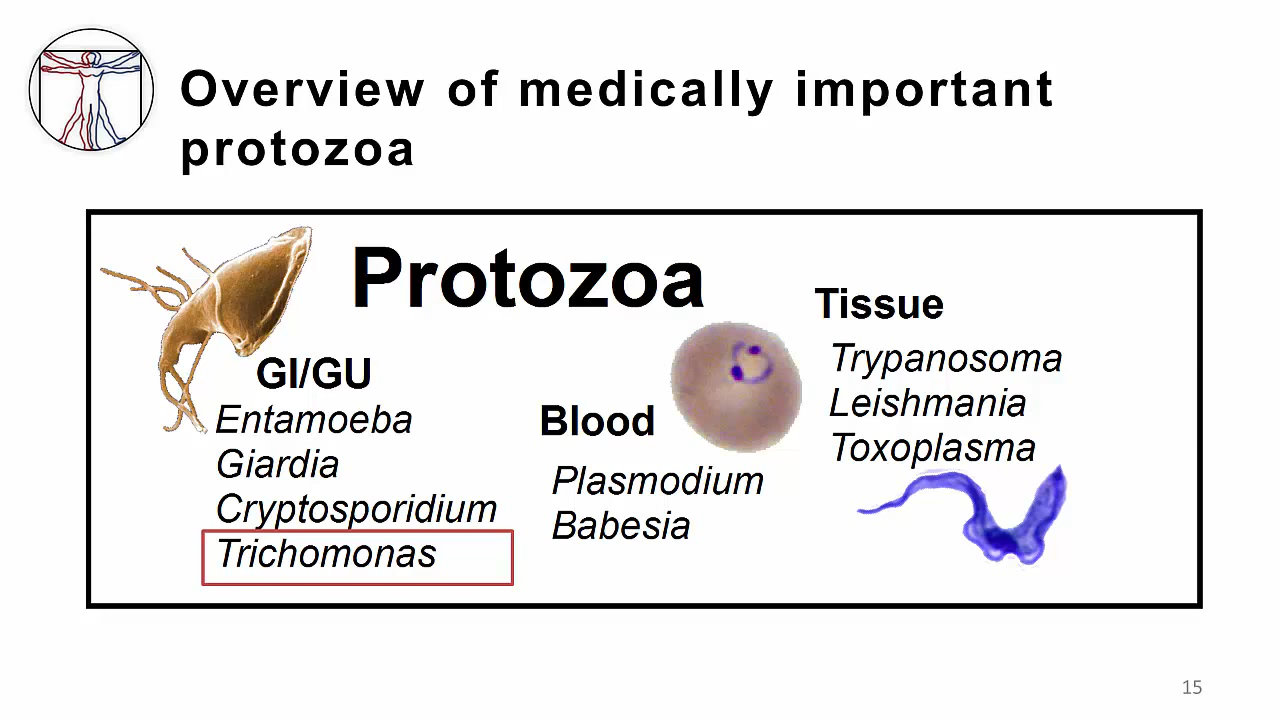 Overview of medically important
protozoa
Protozoa
GI/GU
Entamoeba
Giardia
Cryptosporidium
Trichomonas
Blood
Plasmodium
Babesia
Tissue
Trypanosoma
Leishmania
Toxoplasma
15